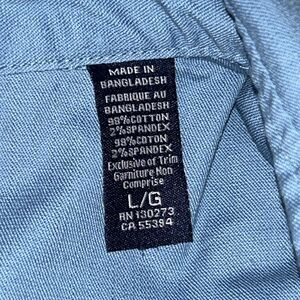 MADE IN
BANGLADESH
FABRIQUE AU
BANGLADESH
98%COTTON
2%SPANDEX
98%COTON
2%SPANDEX
Exclusive of Trim
Garniture Non
Comprise
L/G
RN 130273
CA 55394